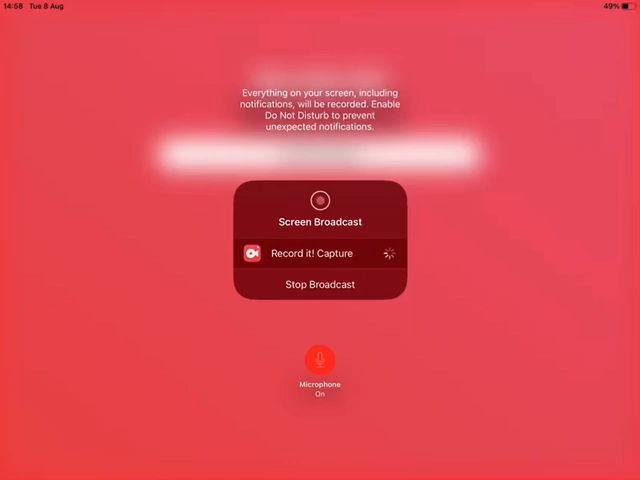 14:58 Tue 8 Aug
49%
Everything on your screen, including
notifications, will be recorded. Enable
Do Not Disturb to prevent
unexpected notifications.
Screen Broadcast
Record it! Capture
Stop Broadcast
Microphone
On